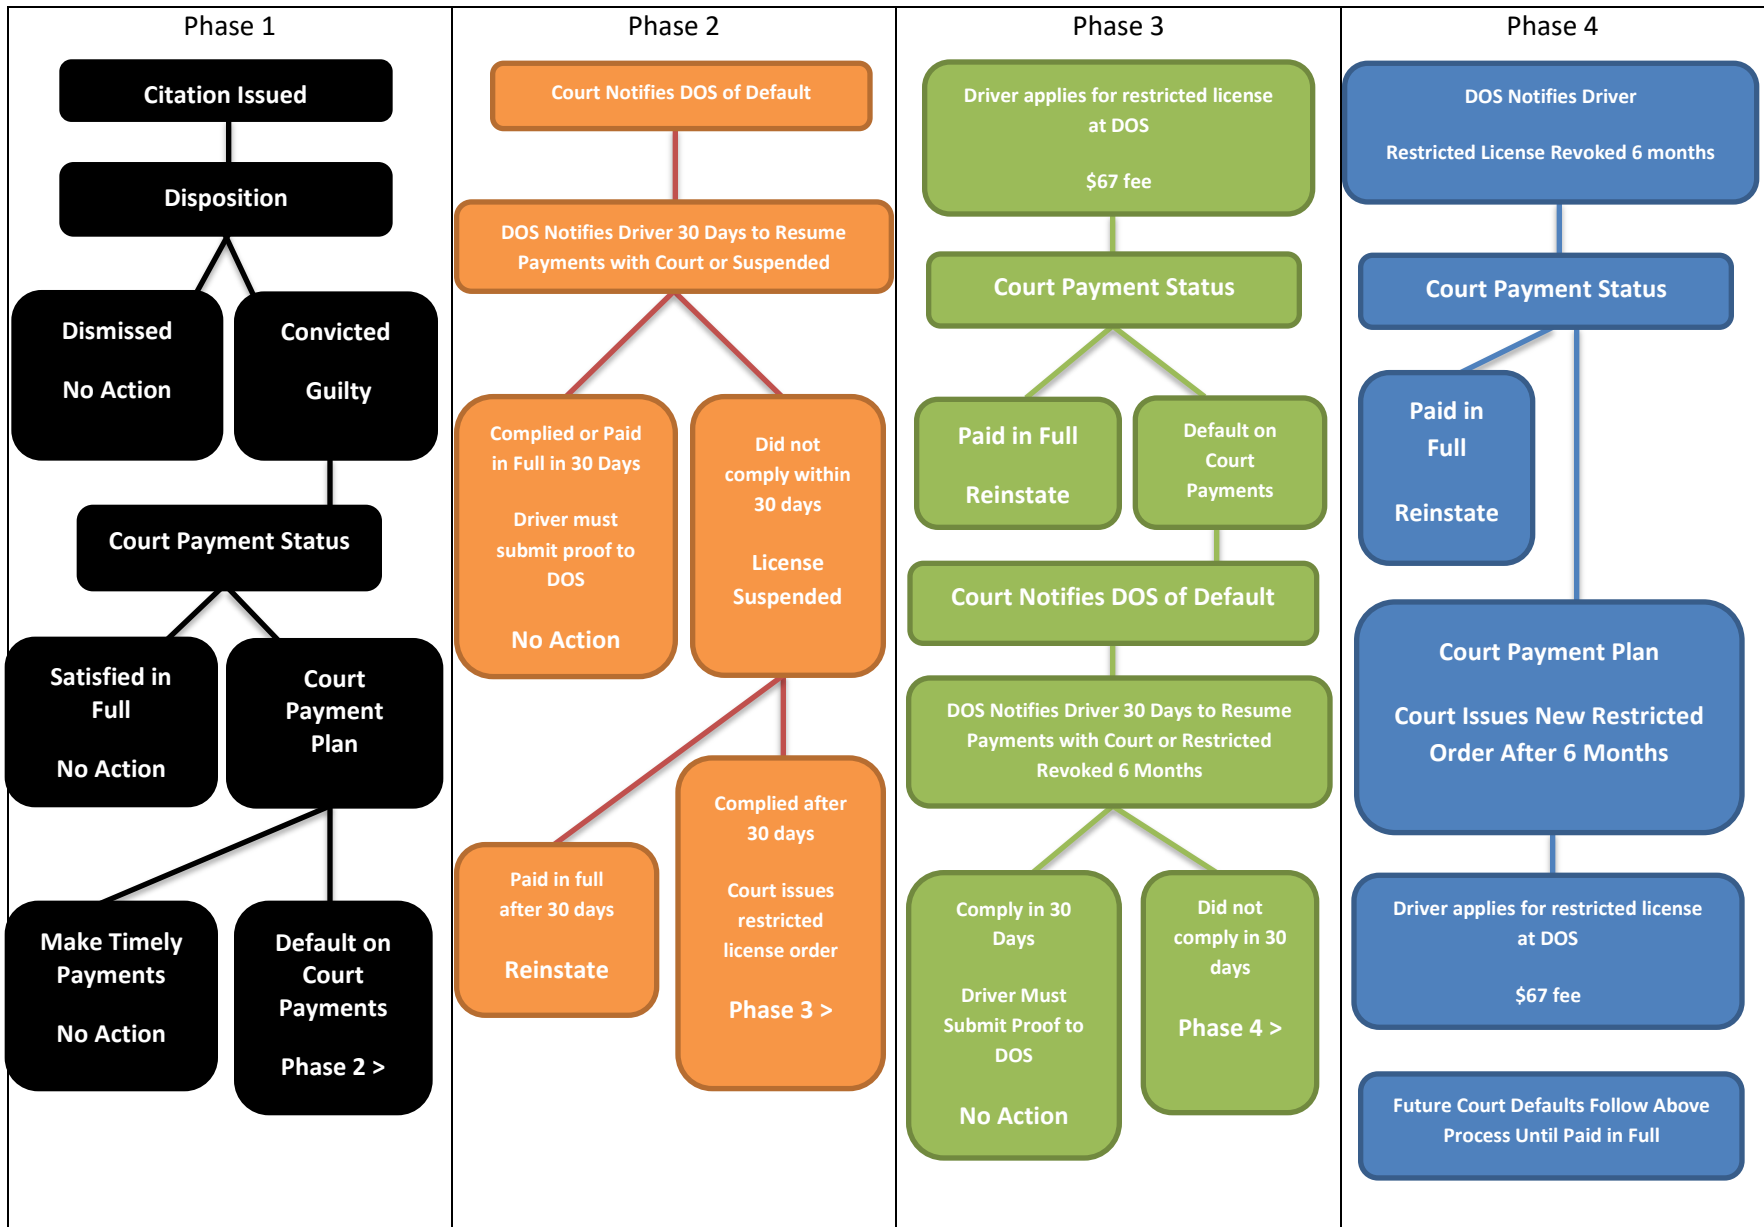 Phase 1
Citation Issued
Disposition
Dismissed
No Action
Convicted
Guilty
Court Payment Status
Satisfied in
Full
No Action
Court
Payment
Plan
Make Timely
Payments
No Action
Default on
Court
Payments
Phase 2 >
Phase 2
Court Notifies DOS of Default
DOS Notifies Driver 30 Days to Resume
Payments with Court or Suspended
Complied or Paid
in Full in 30 Days
Driver must
submit proof to
DOS
No Action
Did not
comply within
30 days
License
Suspended
Paid in full
after 30 days
Reinstate
Complied after
30 days
Court issues
restricted
license order
Phase 3 >
Phase 3
Driver applies for restricted license
at DOS
$67 fee
Court Payment Status
Paid in Full
Reinstate
Default on
Court
Payments
Court Notifies DOS of Default
DOS Notifies Driver 30 Days to Resume
Payments with Court or Restricted
Revoked 6 Months
Comply in 30
Days
Driver Must
Submit Proof to
DOS
No Action
Did not
comply in 30
days
Phase 4 >
Phase 4
DOS Notifies Driver
Restricted License Revoked 6 months
Court Payment Status
Paid in
Full
Reinstate
Court Payment Plan
Court Issues New Restricted
Order After 6 Months
Driver applies for restricted license
at DOS
$67 fee
Future Court Defaults Follow Above
Process Until Paid in Full